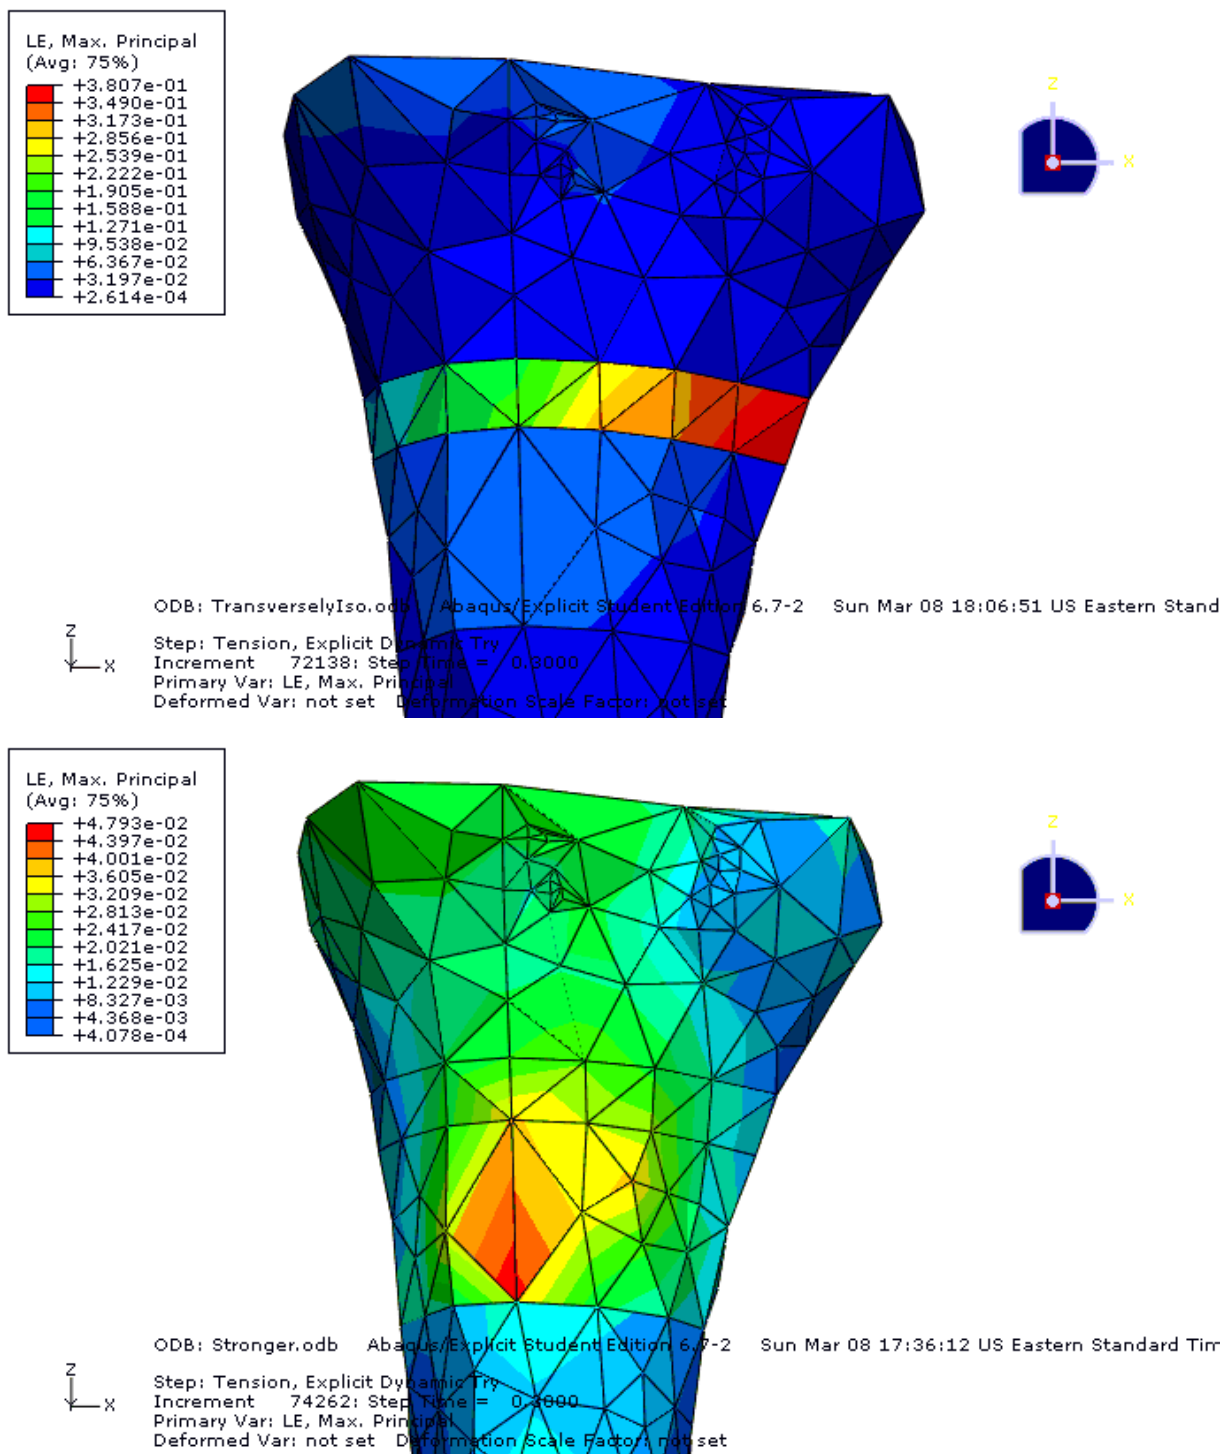 LE, Max. Principal
(Avg: 75%)
+3.807e-01
+3.490e-01
+3.173e-01
+2.856e-01
+2.539e-01
+2.222e-01
+1.905e-01
+1.588e-01
+1.271e-01
+9.538e-02
+6.367e-02
+3.197e-02
+2.614e-04
Z
X
ODB: TransverselyIso.odb Abaqus/Explicit Student Edition 6.7-2 Sun Mar 08 18:06:51 US Eastern Stand
Z
X
Step: Tension, Explicit Dynamic Try
Increment 72138: Step Time = 0.3000
Primary Var: LE, Max. Principal
Deformed Var: not set Deformation Scale Factor: not set
LE, Max. Principal
(Avg: 75%)
+4.793e-02
+4.397e-02
+4.001e-02
+3.605e-02
+3.209e-02
+2.813e-02
+2.417e-02
+2.021e-02
+1.625e-02
+1.229e-02
+8.327e-03
+4.368e-03
+4.078e-04
Z
X
ODB: Stronger.odb Abaqus/Explicit Student Edition 6.7-2 Sun Mar 08 17:36:12 US Eastern Standard Tim
Z
X
Step: Tension, Explicit Dynamic Try
Increment 74262: Step Time = 0.3000
Primary Var: LE, Max. Principal
Deformed Var: not set Deformation Scale Factor: not set